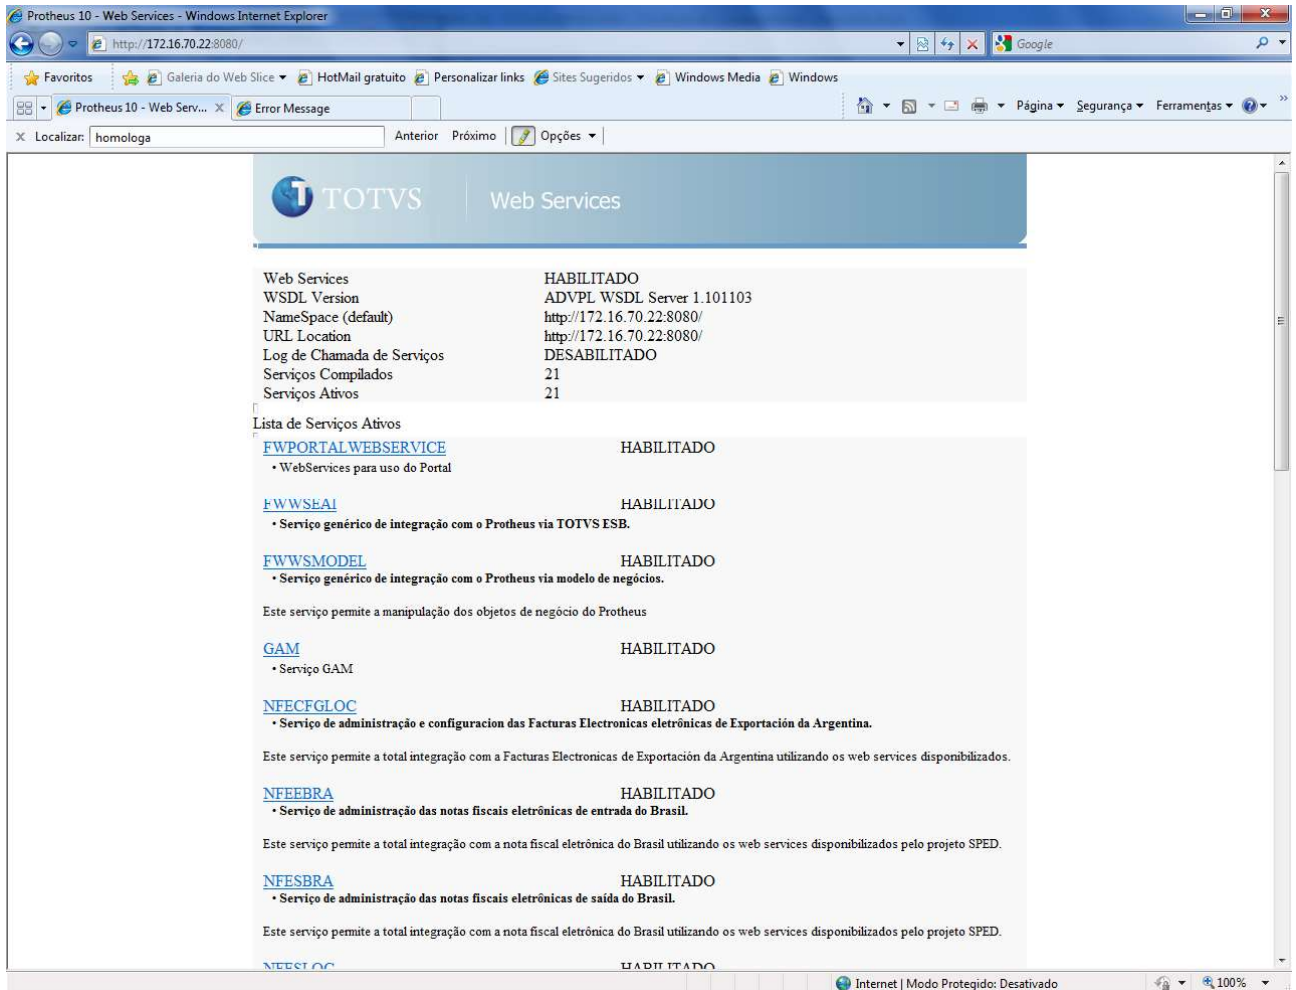 Protheus 10 - Web Services - Windows Internet Explorer
http://172.16.70.22:8080/
Google
Favoritos Galeria do Web Slice HotMail gratuito Personalizar links Sites Sugeridos Windows Media Windows
Protheus 10 - Web Serv... X Error Message Página Segurança Ferramentas »
X Localizar: homologa Anterior Próximo Opções
TOTVS Web Services
Web Services HABILITADO
WSDL Version ADVPL WSDL Server 1.101103
NameSpace (default) http://172.16.70.22:8080/
URL Location http://172.16.70.22:8080/
Log de Chamada de Serviços DESABILITADO
Serviços Compilados 21
Serviços Ativos 21
Lista de Serviços Ativos
FWPORTALWEBSERVICE HABILITADO
• WebServices para uso do Portal
FWWSEAI HABILITADO
• Serviço genérico de integração com o Protheus via TOTVS ESB.
FWWSMODEL HABILITADO
• Serviço genérico de integração com o Protheus via modelo de negócios.
Este serviço permite a manipulação dos objetos de negócio do Protheus
GAM HABILITADO
• Serviço GAM
NFECFGLOC HABILITADO
• Serviço de administração e configuracion das Facturas Electronicas eletrônicas de Exportación da Argentina.
Este serviço permite a total integração com a Facturas Electronicas de Exportación da Argentina utilizando os web services disponibilizados.
NFEEBRA HABILITADO
• Serviço de administração das notas fiscais eletrônicas de entrada do Brasil.
Este serviço permite a total integração com a nota fiscal eletrônica do Brasil utilizando os web services disponibilizados pelo projeto SPED.
NFESBRA HABILITADO
• Serviço de administração das notas fiscais eletrônicas de saída do Brasil.
Este serviço permite a total integração com a nota fiscal eletrônica do Brasil utilizando os web services disponibilizados pelo projeto SPED.
NFESLOC HABILITADO
Internet | Modo Protegido: Desativado 100%